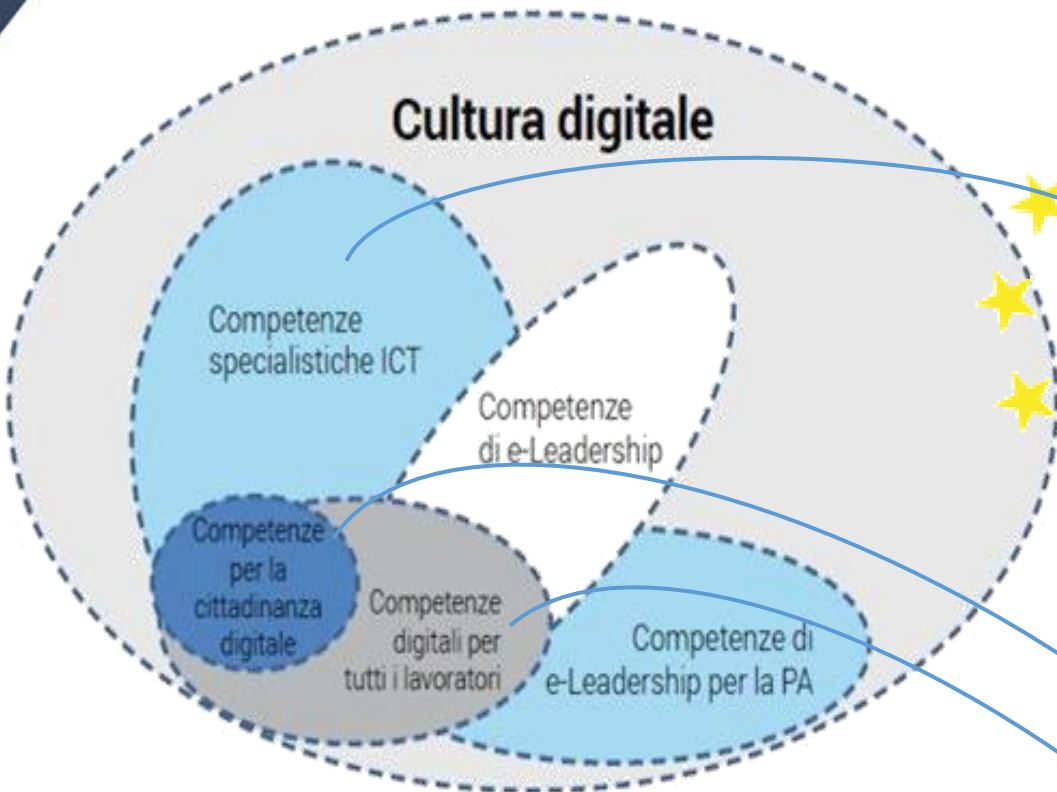 Cultura digitale
Competenze
specialistiche ICT
Competenze
di e-Leadership
Competenze
per la
cittadinanza
digitale
Competenze
digitali per
tutti i lavoratori
Competenze di
e-Leadership per la PA